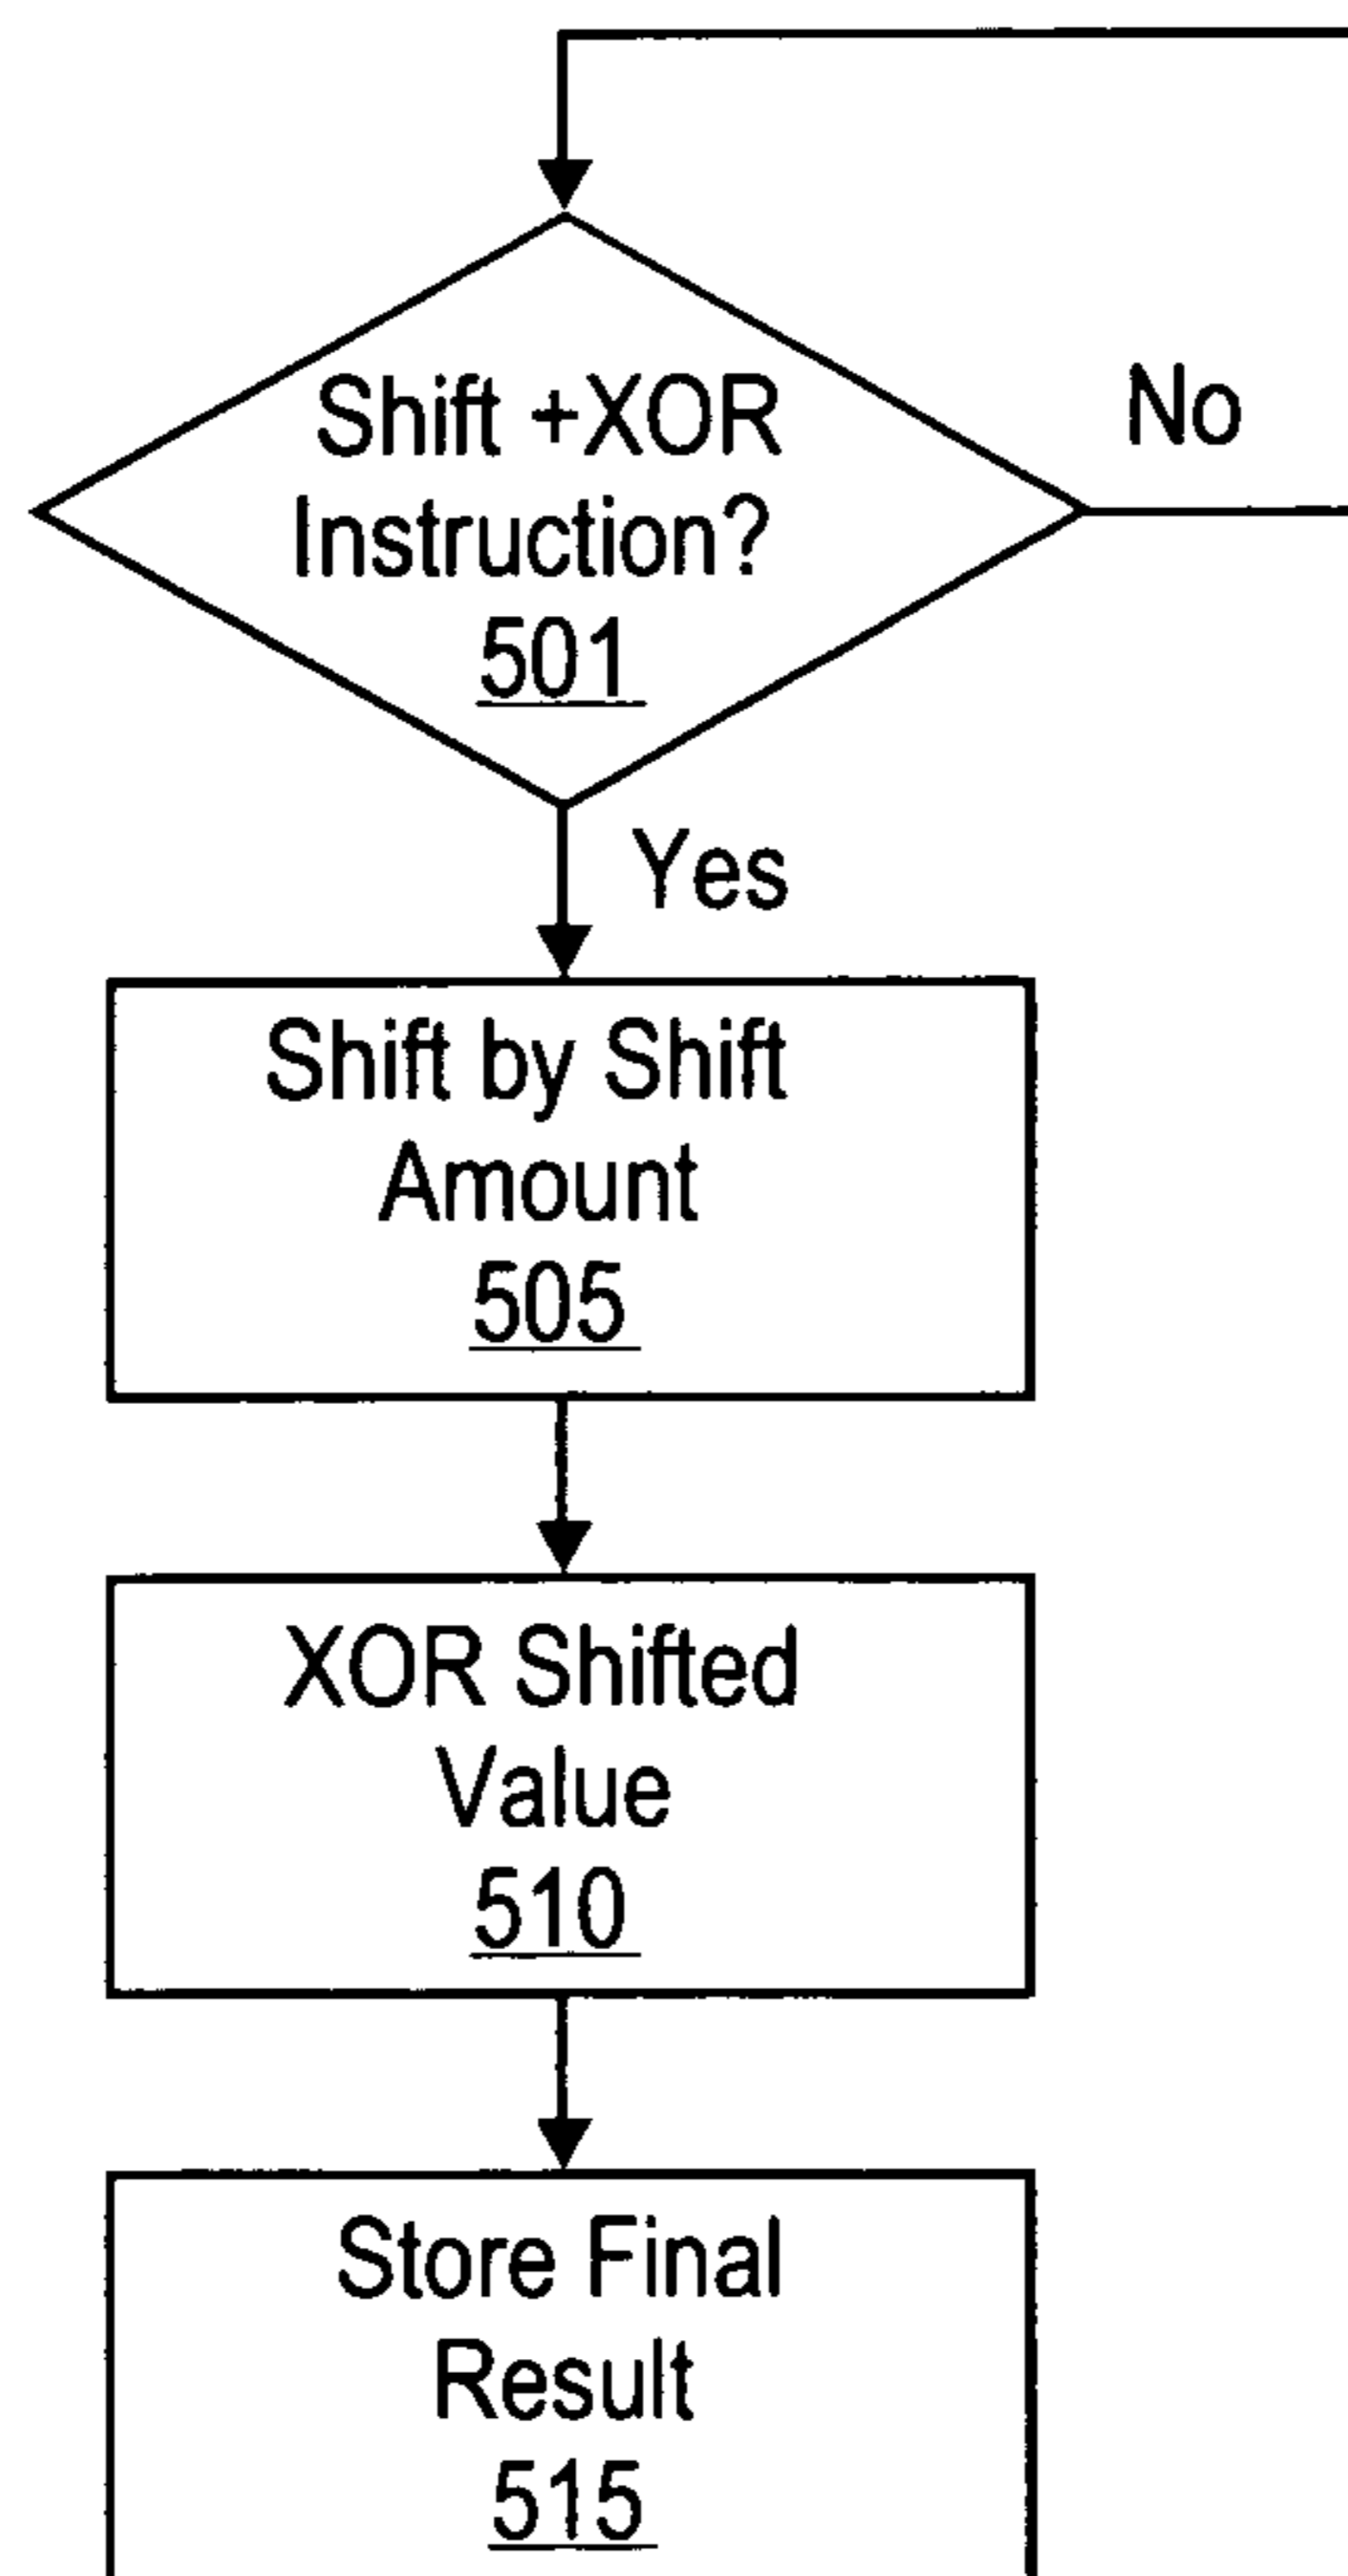 Shift +XOR
Instruction?
501
No
Yes
Shift by Shift
Amount
505
XOR Shifted
Value
510
Store Final
Result
515